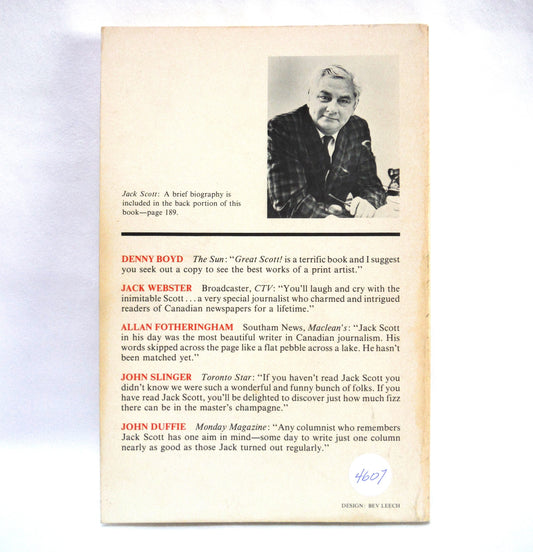 Jack Scott: A brief biography is
included in the back portion of this
book—page 189.
DENNY BOYD The Sun: "Great Scott! is a terrific book and I suggest
you seek out a copy to see the best works of a print artist."
JACK WEBSTER Broadcaster, CTV: "You'll laugh and cry with the
inimitable Scott . . . a very special journalist who charmed and intrigued
readers of Canadian newspapers for a lifetime."
ALLAN FOTHERINGHAM Southam News, Maclean's: "Jack Scott
in his day was the most beautiful writer in Canadian journalism. His
words skipped across the page like a flat pebble across a lake. He hasn't
been matched yet."
JOHN SLINGER Toronto Star: "If you haven't read Jack Scott you
didn't know we were such a wonderful and funny bunch of folks. If you
have read Jack Scott, you'll be delighted to discover just how much fizz
there can be in the master's champagne."
JOHN DUFFIE Monday Magazine: "Any columnist who remembers
Jack Scott has one aim in mind—some day to write just one column
nearly as good as those Jack turned out regularly."
4607
DESIGN: BEV LEECH